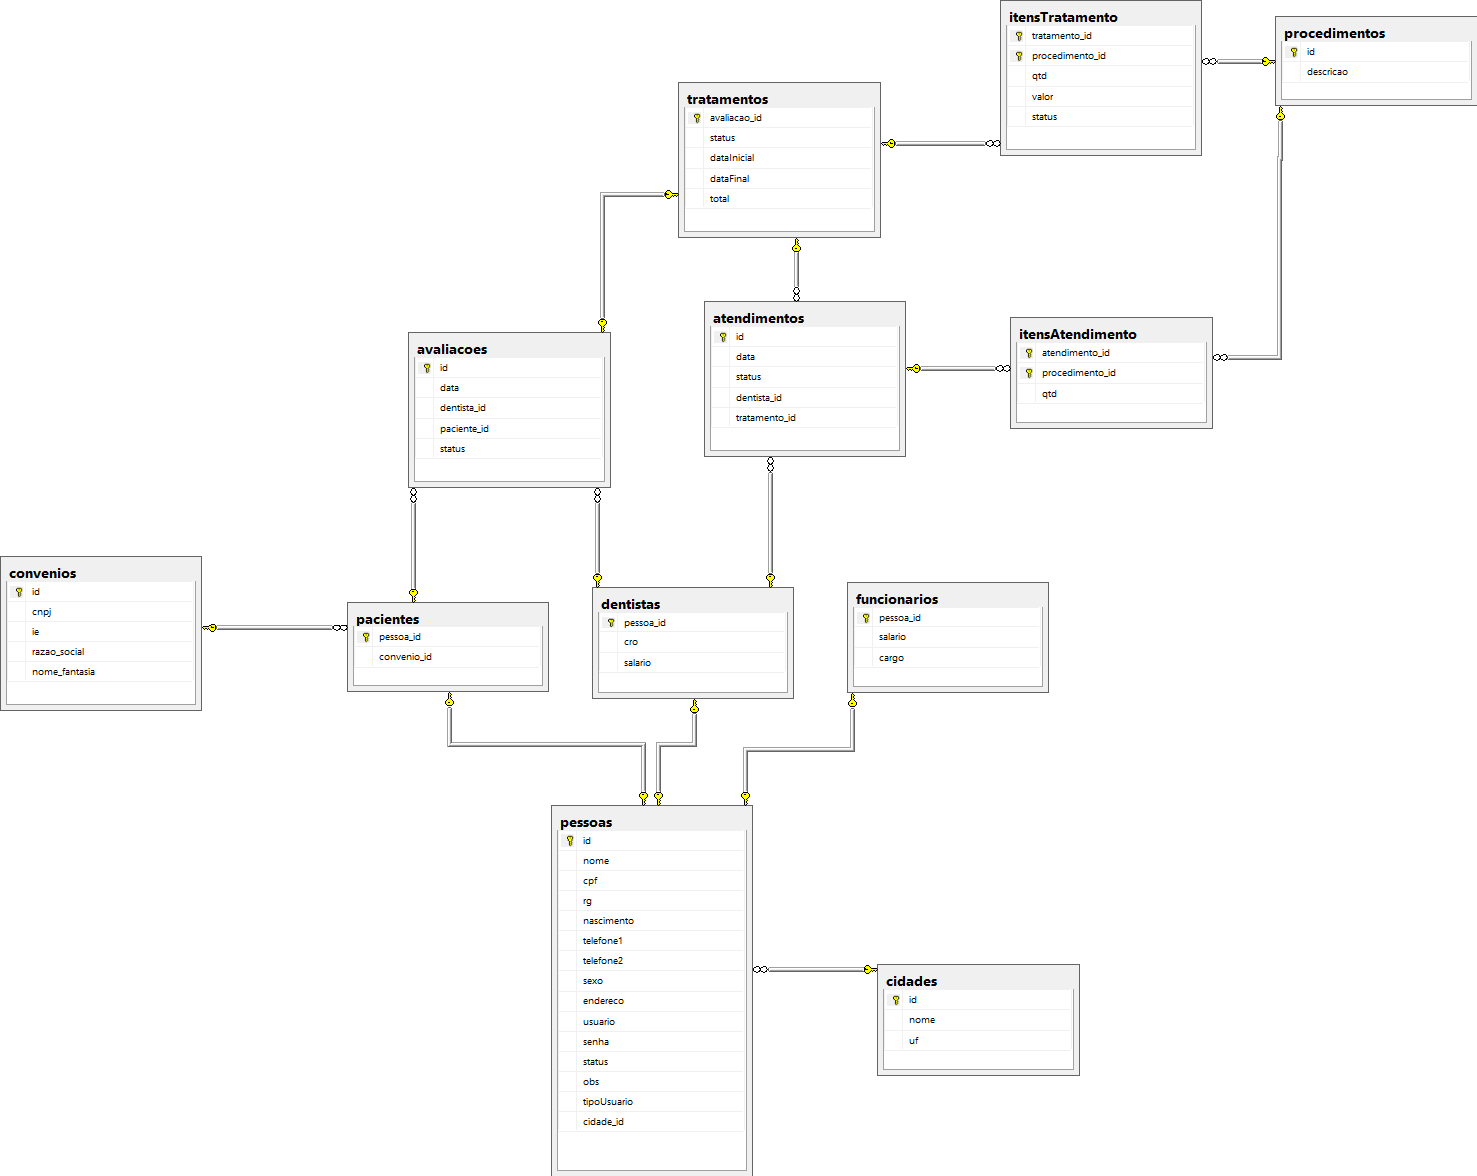 itensTratamento
tratamento_id
procedimento_id
qtd
valor
status
procedimentos
id
descricao
tratamentos
avaliacao_id
status
dataInicial
dataFinal
total
atendimentos
id
data
status
dentista_id
tratamento_id
itensAtendimento
atendimento_id
procedimento_id
qtd
avaliacoes
id
data
dentista_id
paciente_id
status
convenios
id
cnpj
ie
razao_social
nome_fantasia
pacientes
pessoa_id
convenio_id
dentistas
pessoa_id
cro
salario
funcionarios
pessoa_id
salario
cargo
pessoas
id
nome
cpf
rg
nascimento
telefone1
telefone2
sexo
endereco
usuario
senha
status
obs
tipoUsuario
cidade_id
cidades
id
nome
uf